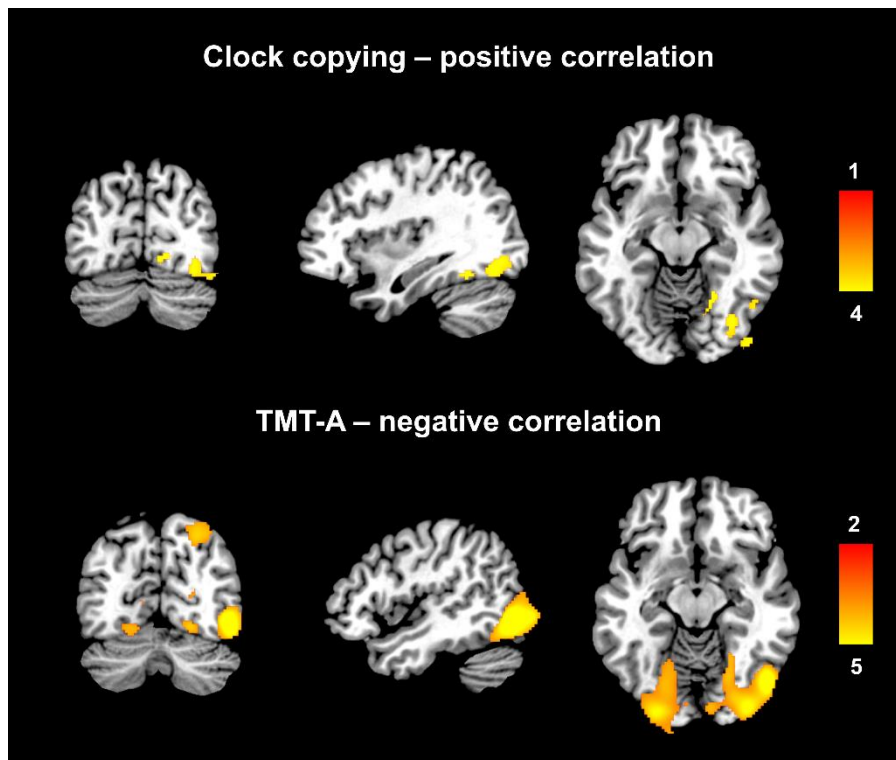 Clock copying – positive correlation
1
4
TMT-A – negative correlation
2
5